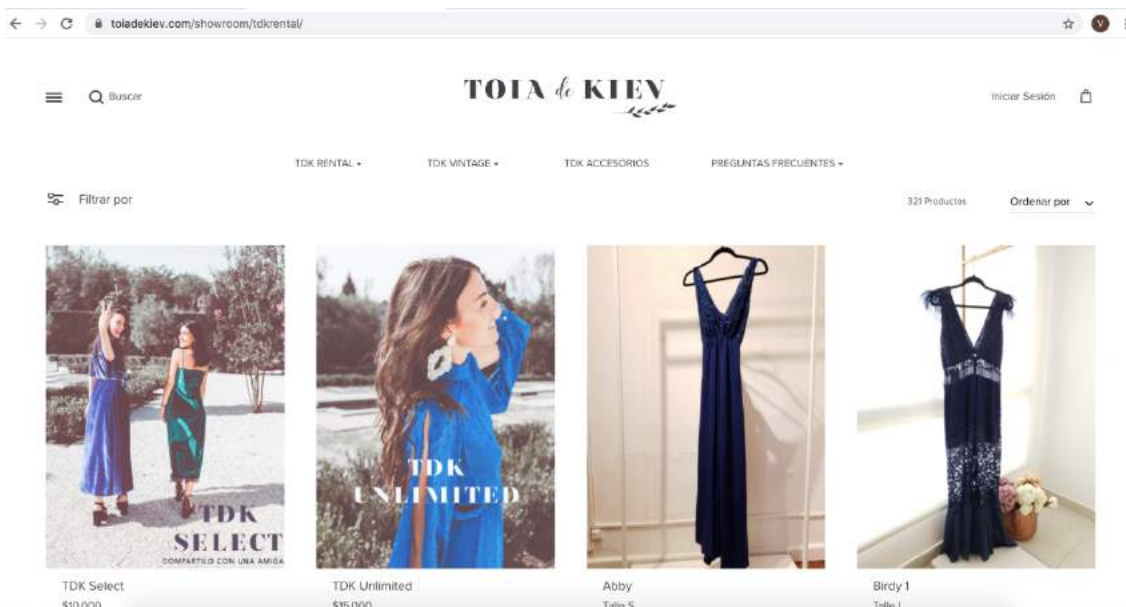 toiadekiev.com/showroom/tdkrental/
V
Buscar
TOIA de KIEV
Iniciar Sesión
TDK RENTAL
TDK VINTAGE
TDK ACCESORIOS
PREGUNTAS FRECUENTES
Filtrar por
321 Productos
Ordenar por
TDK
SELECT
COMPARTILO CON UNA AMIGA
TDK
UNLIMITED
TDK Select
TDK Unlimited
Abby
Birdy 1
$10.000
$15.000
Talle S
Talle L